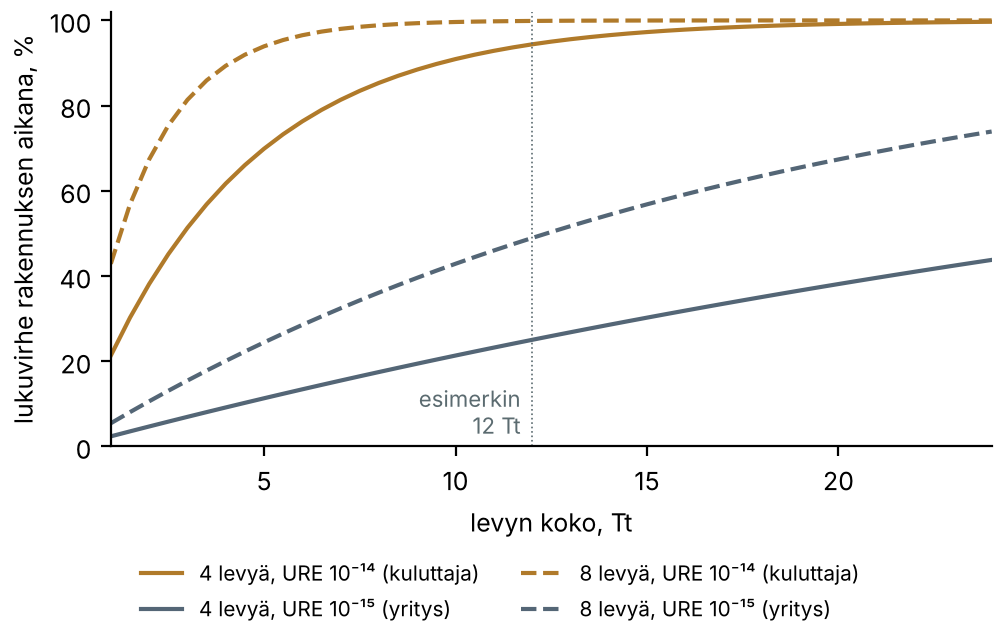 lukuvirhe rakennuksen aikana, %
100
80
60
40
20
0
esimerkin
12 Tt
5
10
15
20
levyn koko, Tt
4 levyä, URE 10⁻¹⁴ (kuluttaja)
8 levyä, URE 10⁻¹⁴ (kuluttaja)
4 levyä, URE 10⁻¹⁵ (yritys)
8 levyä, URE 10⁻¹⁵ (yritys)